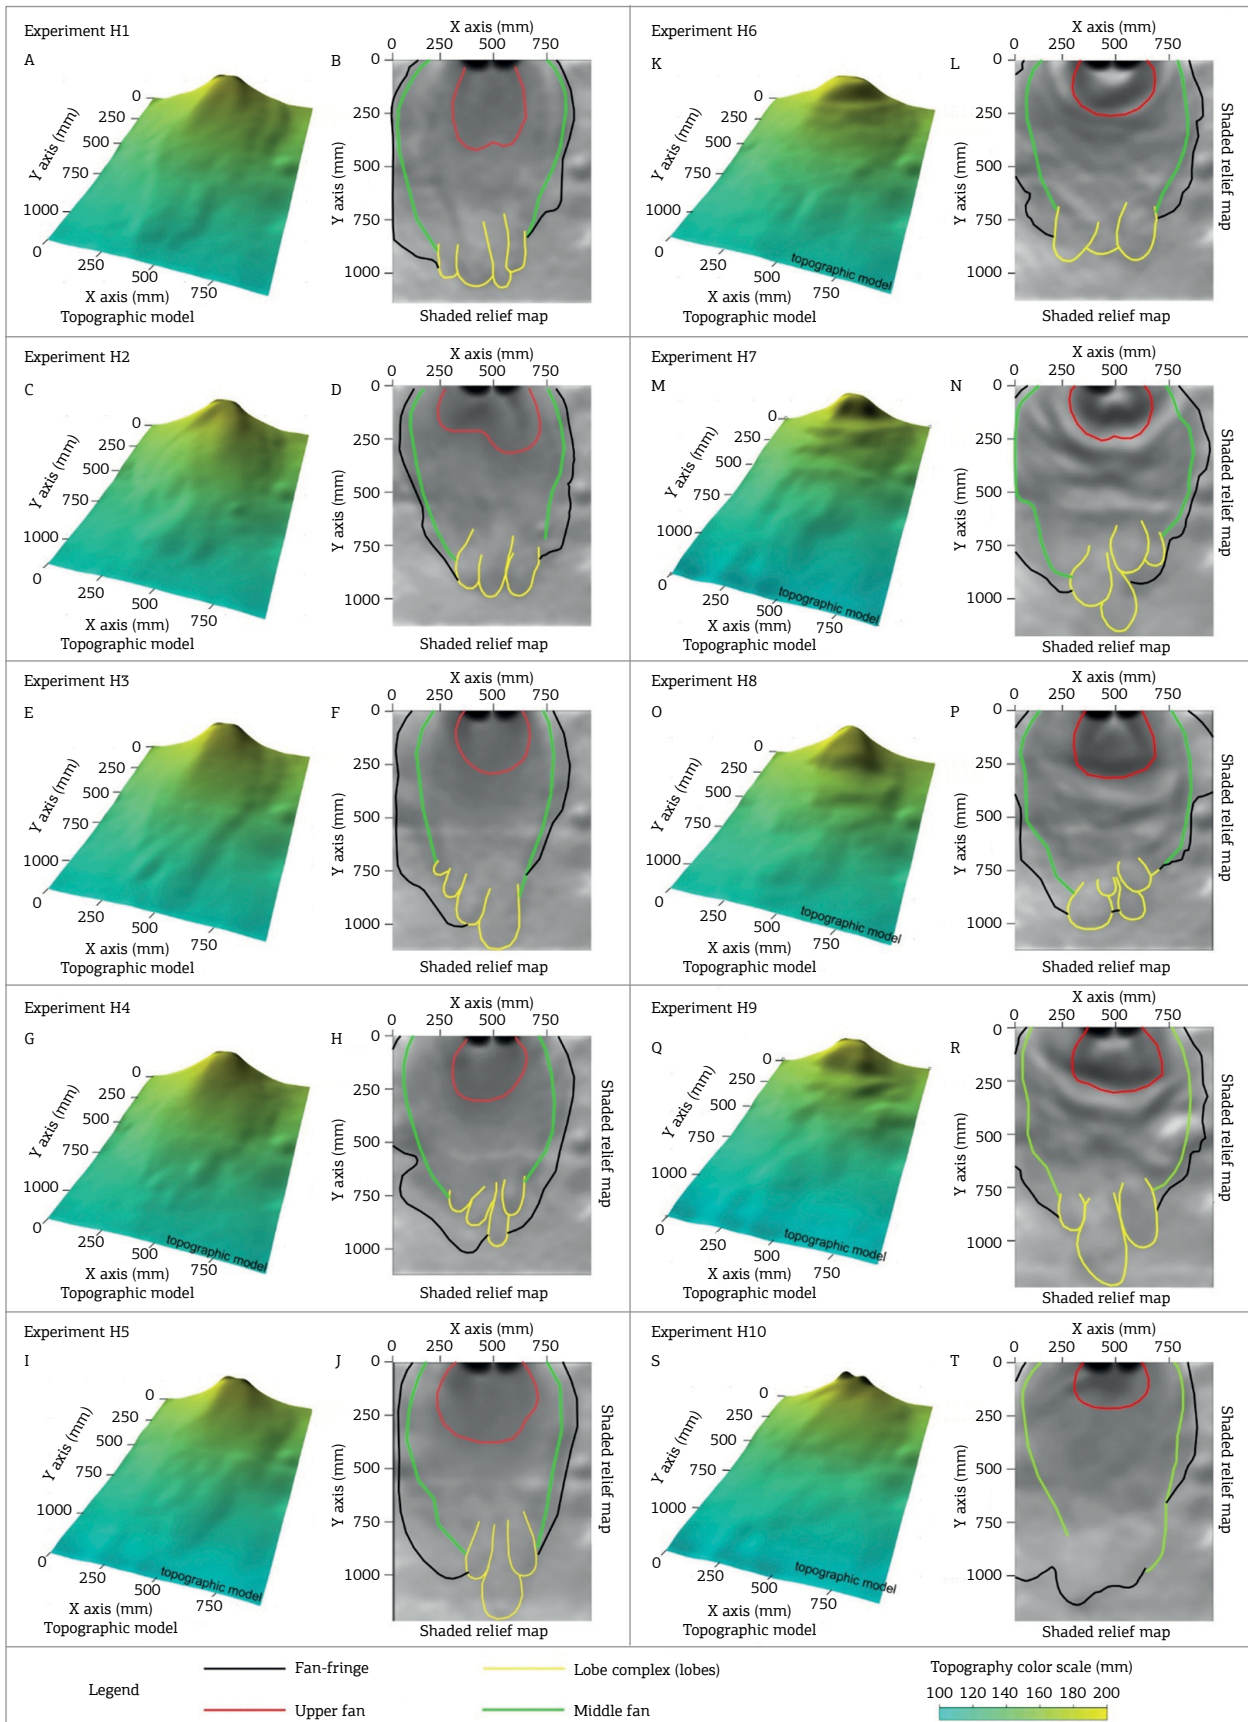 Experiment H1
A
0
250
500
750
1000
Y axis (mm)
0
250
500
750
X axis (mm)
Topographic model
B
X axis (mm)
0 250 500 750
0
250
500
750
1000
Y axis (mm)
Shaded relief map
Experiment H6
K
0
250
500
750
1000
Y axis (mm)
0
250
500
750
topographic model
X axis (mm)
Topographic model
L
X axis (mm)
0 250 500 750
0
250
500
750
1000
Y axis (mm)
Shaded relief map
Shaded relief map
Experiment H2
C
0
250
500
750
1000
Y axis (mm)
0
250
500
750
X axis (mm)
Topographic model
D
X axis (mm)
0 250 500 750
0
250
500
750
1000
Y axis (mm)
Shaded relief map
Experiment H7
M
0
250
500
750
1000
Y axis (mm)
0
250
500
750
topographic model
X axis (mm)
Topographic model
N
X axis (mm)
0 250 500 750
0
250
500
750
1000
Y axis (mm)
Shaded relief map
Shaded relief map
Experiment H3
E
0
250
500
750
1000
Y axis (mm)
0
250
500
750
X axis (mm)
Topographic model
F
X axis (mm)
0 250 500 750
0
250
500
750
1000
Y axis (mm)
Shaded relief map
Experiment H8
O
0
250
500
750
1000
Y axis (mm)
0
250
500
750
topographic model
X axis (mm)
Topographic model
P
X axis (mm)
0 250 500 750
0
250
500
750
1000
Y axis (mm)
Shaded relief map
Shaded relief map
Experiment H4
G
0
250
500
750
1000
Y axis (mm)
0
250
500
750
topographic model
X axis (mm)
Topographic model
H
X axis (mm)
0 250 500 750
0
250
500
750
1000
Y axis (mm)
Shaded relief map
Shaded relief map
Experiment H9
Q
0
250
500
750
1000
Y axis (mm)
0
250
500
750
topographic model
X axis (mm)
Topographic model
R
X axis (mm)
0 250 500 750
0
250
500
750
1000
Y axis (mm)
Shaded relief map
Shaded relief map
Experiment H5
I
0
250
500
750
1000
Y axis (mm)
0
250
500
750
topographic model
X axis (mm)
Topographic model
J
X axis (mm)
0 250 500 750
0
250
500
750
1000
Y axis (mm)
Shaded relief map
Shaded relief map
Experiment H10
S
0
250
500
750
1000
Y axis (mm)
0
250
500
750
topographic model
X axis (mm)
Topographic model
T
X axis (mm)
0 250 500 750
0
250
500
750
1000
Y axis (mm)
Shaded relief map
Shaded relief map
Legend
Fan-fringe
Lobe complex (lobes)
Upper fan
Middle fan
Topography color scale (mm)
100 120 140 160 180 200